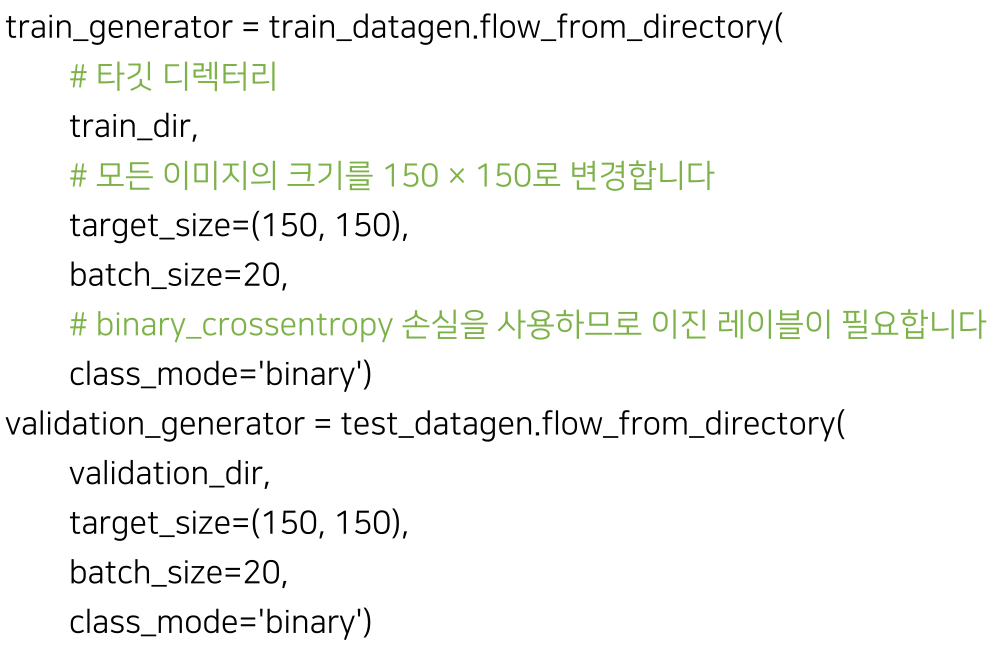 train_generator = train_datagen.flow_from_directory(
# 타깃 디렉터리
train_dir,
# 모든 이미지의 크기를 150 × 150로 변경합니다
target_size=(150, 150),
batch_size=20,
# binary_crossentropy 손실을 사용하므로 이진 레이블이 필요합니다
class_mode='binary')
validation_generator = test_datagen.flow_from_directory(
validation_dir,
target_size=(150, 150),
batch_size=20,
class_mode='binary')